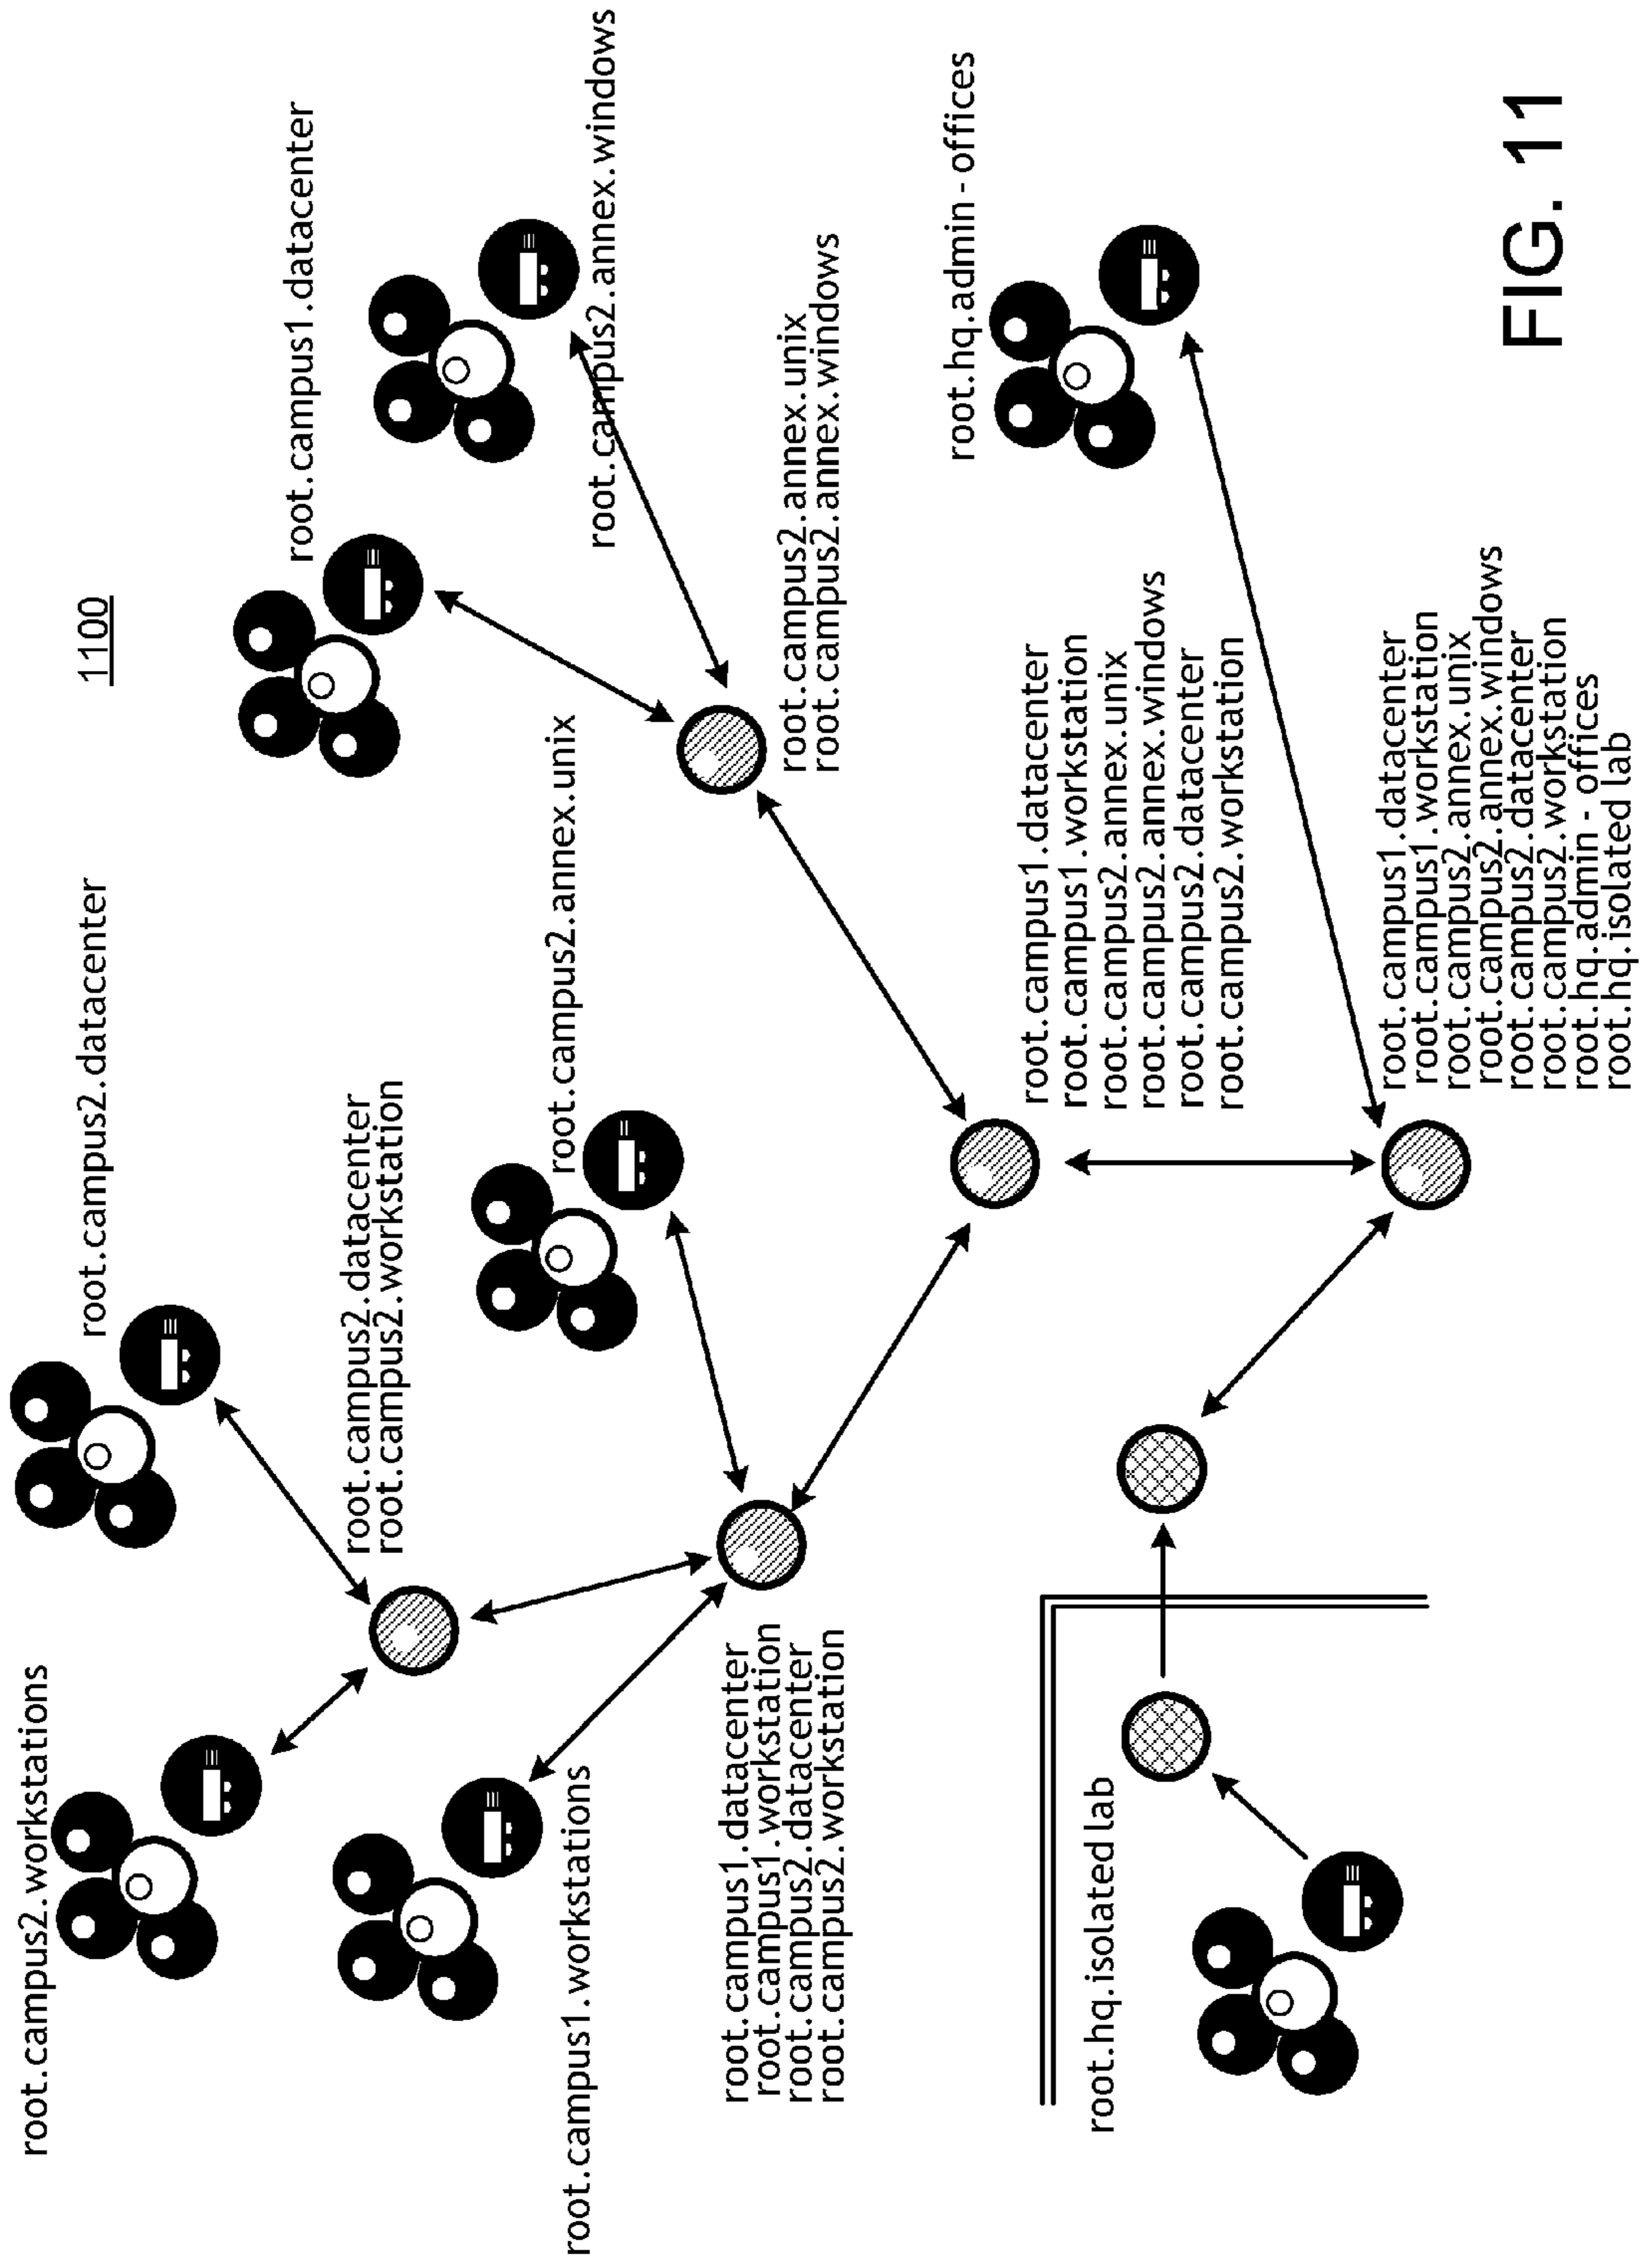 1100
root.campus2.workstations
root.campus2.datacenter
root.campus1.datacenter
root.campus2.datacenter
root.campus2.workstation
root.campus2.annex.unix
root.campus1.workstations
root.campus2.annex.windows
root.campus1.datacenter
root.campus1.workstation
root.campus2.datacenter
root.campus2.workstation
root.campus2.annex.unix
root.campus2.annex.windows
root.hq.admin - offices
root.campus1.datacenter
root.campus1.workstation
root.campus2.annex.unix
root.campus2.annex.windows
root.campus2.datacenter
root.campus2.workstation
root.hq.isolated lab
root.campus1.datacenter
root.campus1.workstation
root.campus2.annex.unix
root.campus2.annex.windows
root.campus2.datacenter
root.campus2.workstation
root.hq.admin - offices
root.hq.isolated lab
FIG. 11